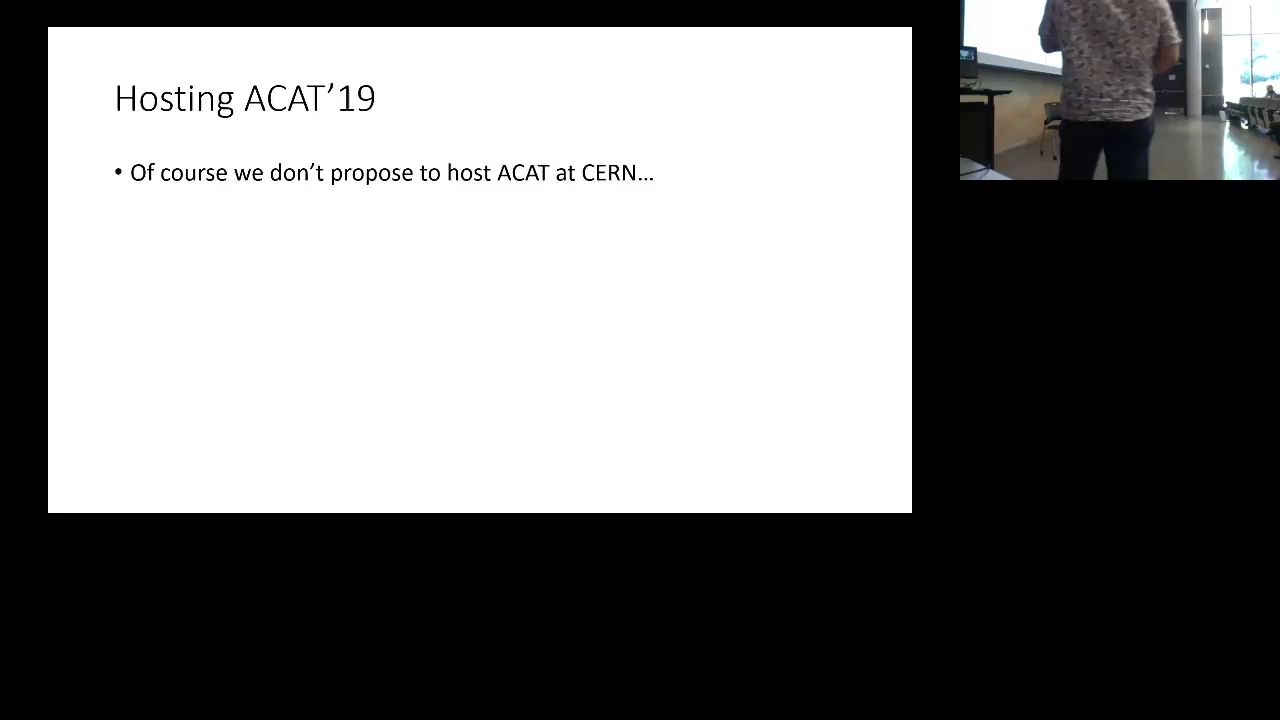 Hosting ACAT’19
• Of course we don’t propose to host ACAT at CERN…